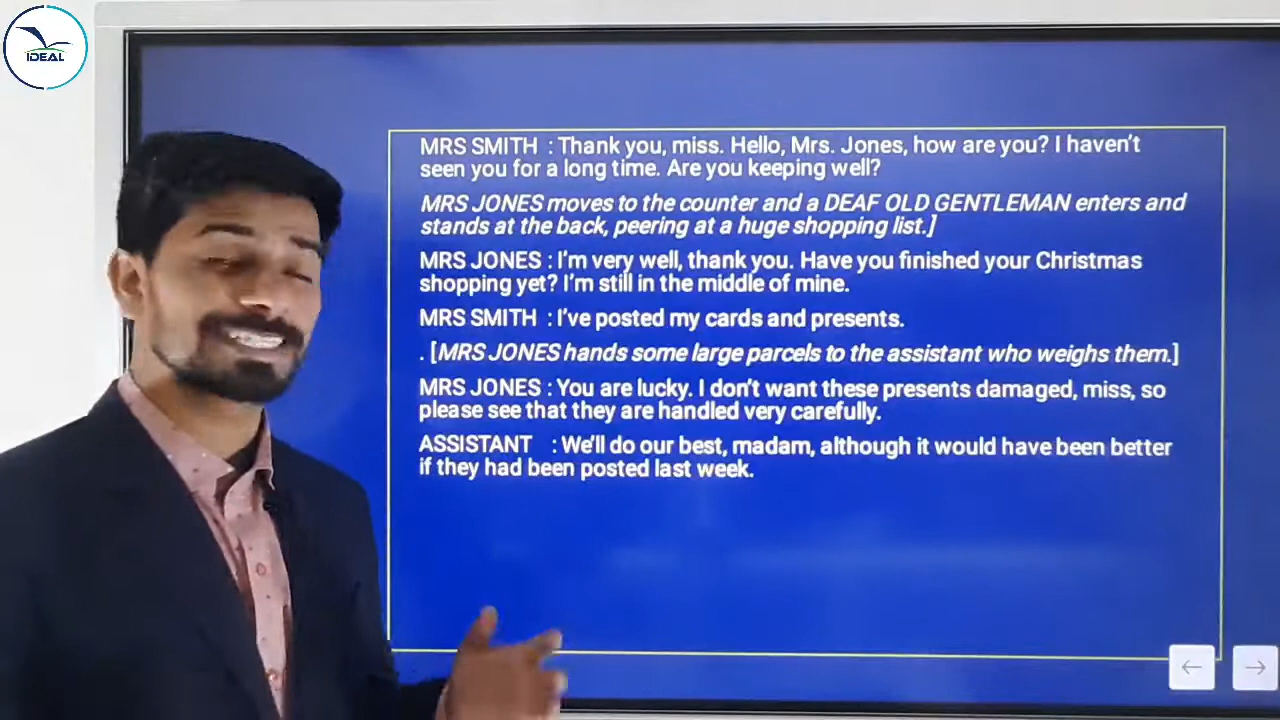 IDEAL
MRS SMITH : Thank you, miss. Hello, Mrs. Jones, how are you? I haven't
seen you for a long time. Are you keeping well?
MRS JONES moves to the counter and a DEAF OLD GENTLEMAN enters and
stands at the back, peering at a huge shopping list.]
MRS JONES : I'm very well, thank you. Have you finished your Christmas
shopping yet? I'm still in the middle of mine.
MRS SMITH : I've posted my cards and presents.
. [MRS JONES hands some large parcels to the assistant who weighs them.]
MRS JONES : You are lucky. I don't want these presents damaged, miss, so
please see that they are handled very carefully.
ASSISTANT : We'll do our best, madam, although it would have been better
if they had been posted last week.